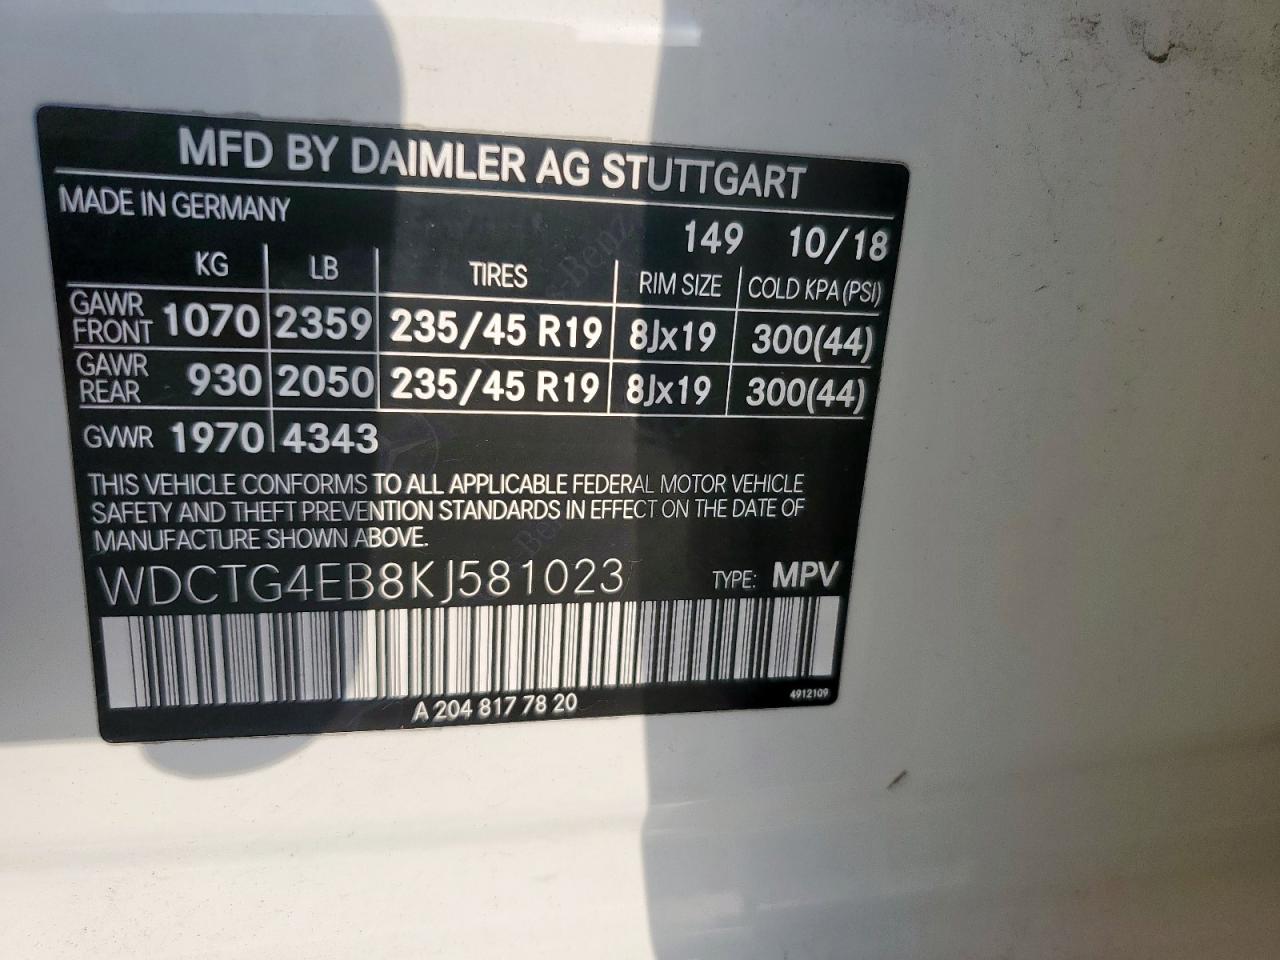 MFD BY DAIMLER AG STUTTGART
MADE IN GERMANY
149 10/18
KG LB TIRES RIM SIZE COLD KPA (PSI)
GAWR FRONT 1070 2359 235/45 R19 8Jx19 300(44)
GAWR REAR 930 2050 235/45 R19 8Jx19 300(44)
GVWR 1970 4343
THIS VEHICLE CONFORMS TO ALL APPLICABLE FEDERAL MOTOR VEHICLE
SAFETY AND THEFT PREVENTION STANDARDS IN EFFECT ON THE DATE OF
MANUFACTURE SHOWN ABOVE.
WDCTG4EB8KJ581023 TYPE: MPV
A 204 817 78 20
4912109